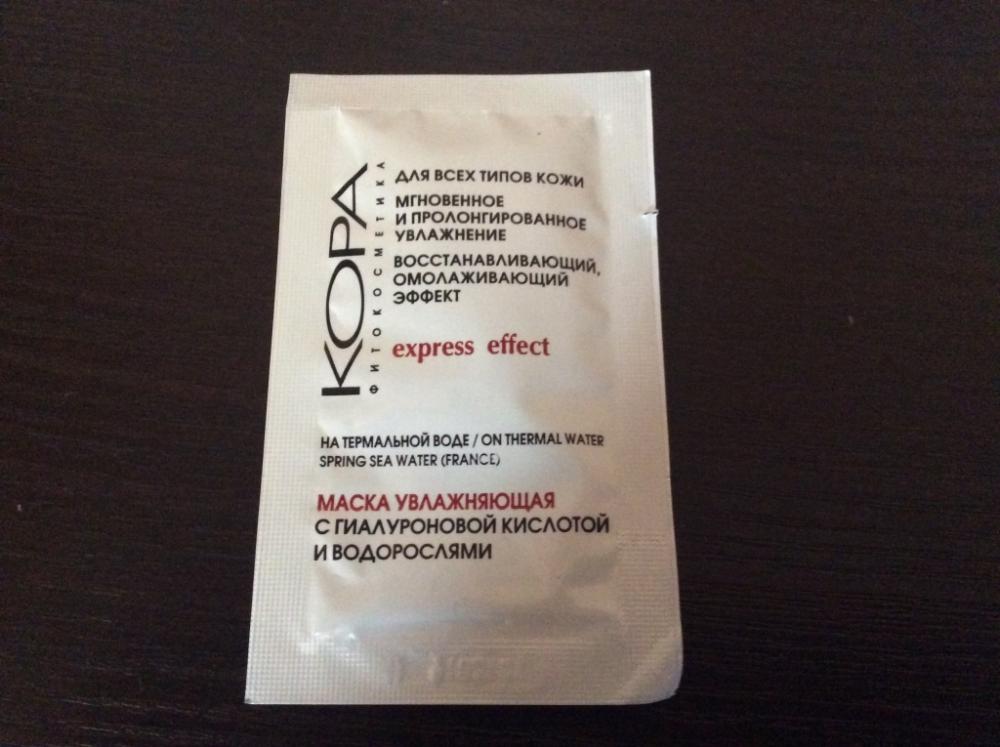 КОРА
ФИТОКОСМЕТИКА
ДЛЯ ВСЕХ ТИПОВ КОЖИ
МГНОВЕННОЕ
И ПРОЛОНГИРОВАННОЕ
УВЛАЖНЕНИЕ
ВОССТАНАВЛИВАЮЩИЙ,
ОМОЛАЖИВАЮЩИЙ
ЭФФЕКТ
express effect
НА ТЕРМАЛЬНОЙ ВОДЕ / ON THERMAL WATER
SPRING SEA WATER (FRANCE)
МАСКА УВЛАЖНЯЮЩАЯ
С ГИАЛУРОНОВОЙ КИСЛОТОЙ
И ВОДОРОСЛЯМИ